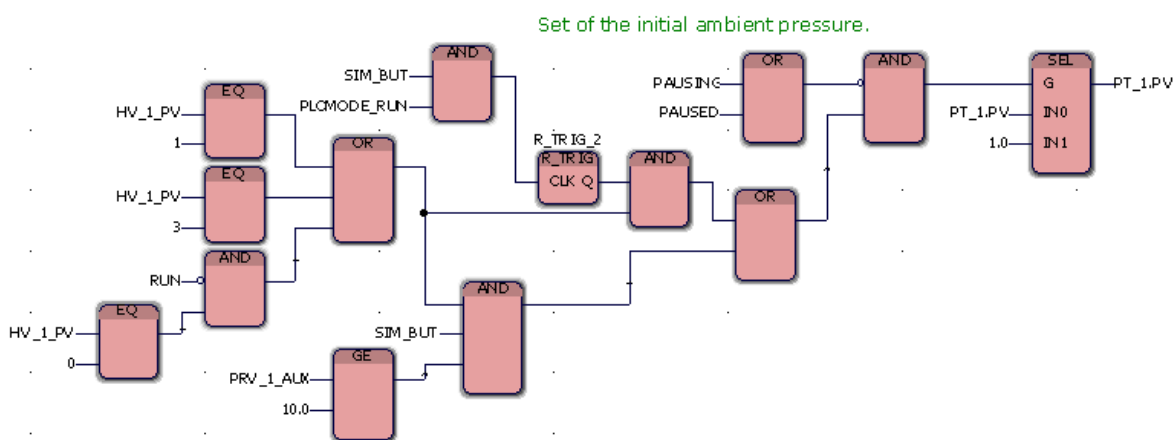 Set of the initial ambient pressure.
AND
SIM_BUT
PLCMODE_RUN
OR
PAUSING
PAUSED
AND
SEL
G
PT_1.PV
IN0
1.0
IN1
PT_1.PV
EQ
HV_1_PV
1
OR
R_TRIG_2
R_TRIG
CLK Q
AND
EQ
HV_1_PV
3
OR
AND
RUN
EQ
HV_1_PV
0
AND
SIM_BUT
GE
PRV_1_AUX
10.0